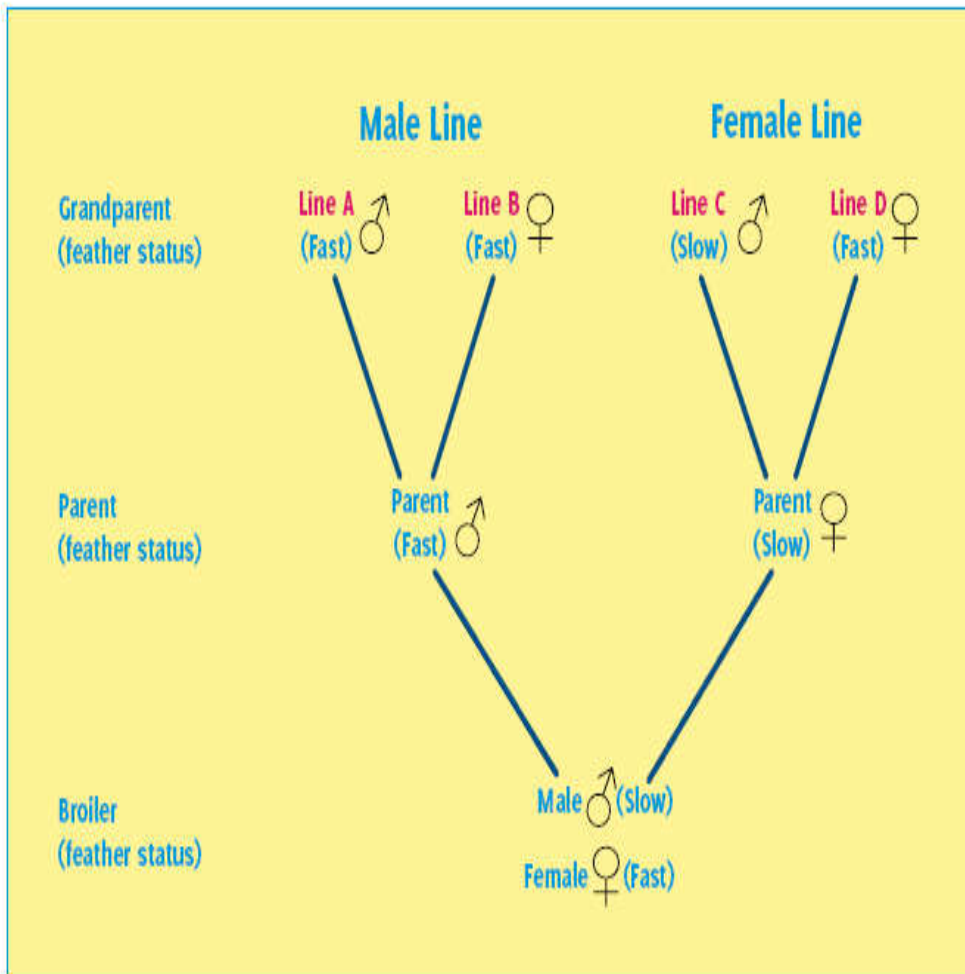 Male Line
Female Line
Grandparent
(feather status)
Line A
(Fast)
Line B
(Fast)
Line C
(Slow)
Line D
(Fast)
Parent
(feather status)
Parent
(Fast)
Parent
(Slow)
Broiler
(feather status)
Male ♂ (Slow)
Female ♀ (Fast)